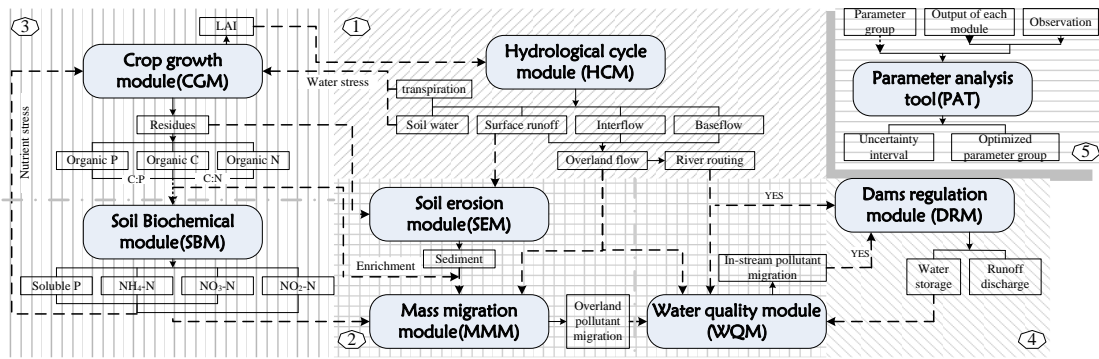 3
LAI
1
Parameter
group
Output of each
module
Observation
Crop growth
module(CGM)
Hydrological cycle
module (HCM)
Parameter analysis
tool(PAT)
Water stress
transpiration
Nutrient stress
Residues
Soil water
Surface runoff
Interflow
Baseflow
Uncertainty
interval
Optimized
parameter group
5
Organic P
Organic C
Organic N
C:P
C:N
Overland flow
River routing
Soil Biochemical
module(SBM)
Soil erosion
module(SEM)
YES
Dams regulation
module (DRM)
Sediment
Enrichment
In-stream pollutant
migration
YES
Water
storage
Runoff
discharge
Soluble P
NH4-N
NO3-N
NO2-N
Mass migration
module(MMM)
Overland
pollutant
migration
Water quality module
(WQM)
2
4